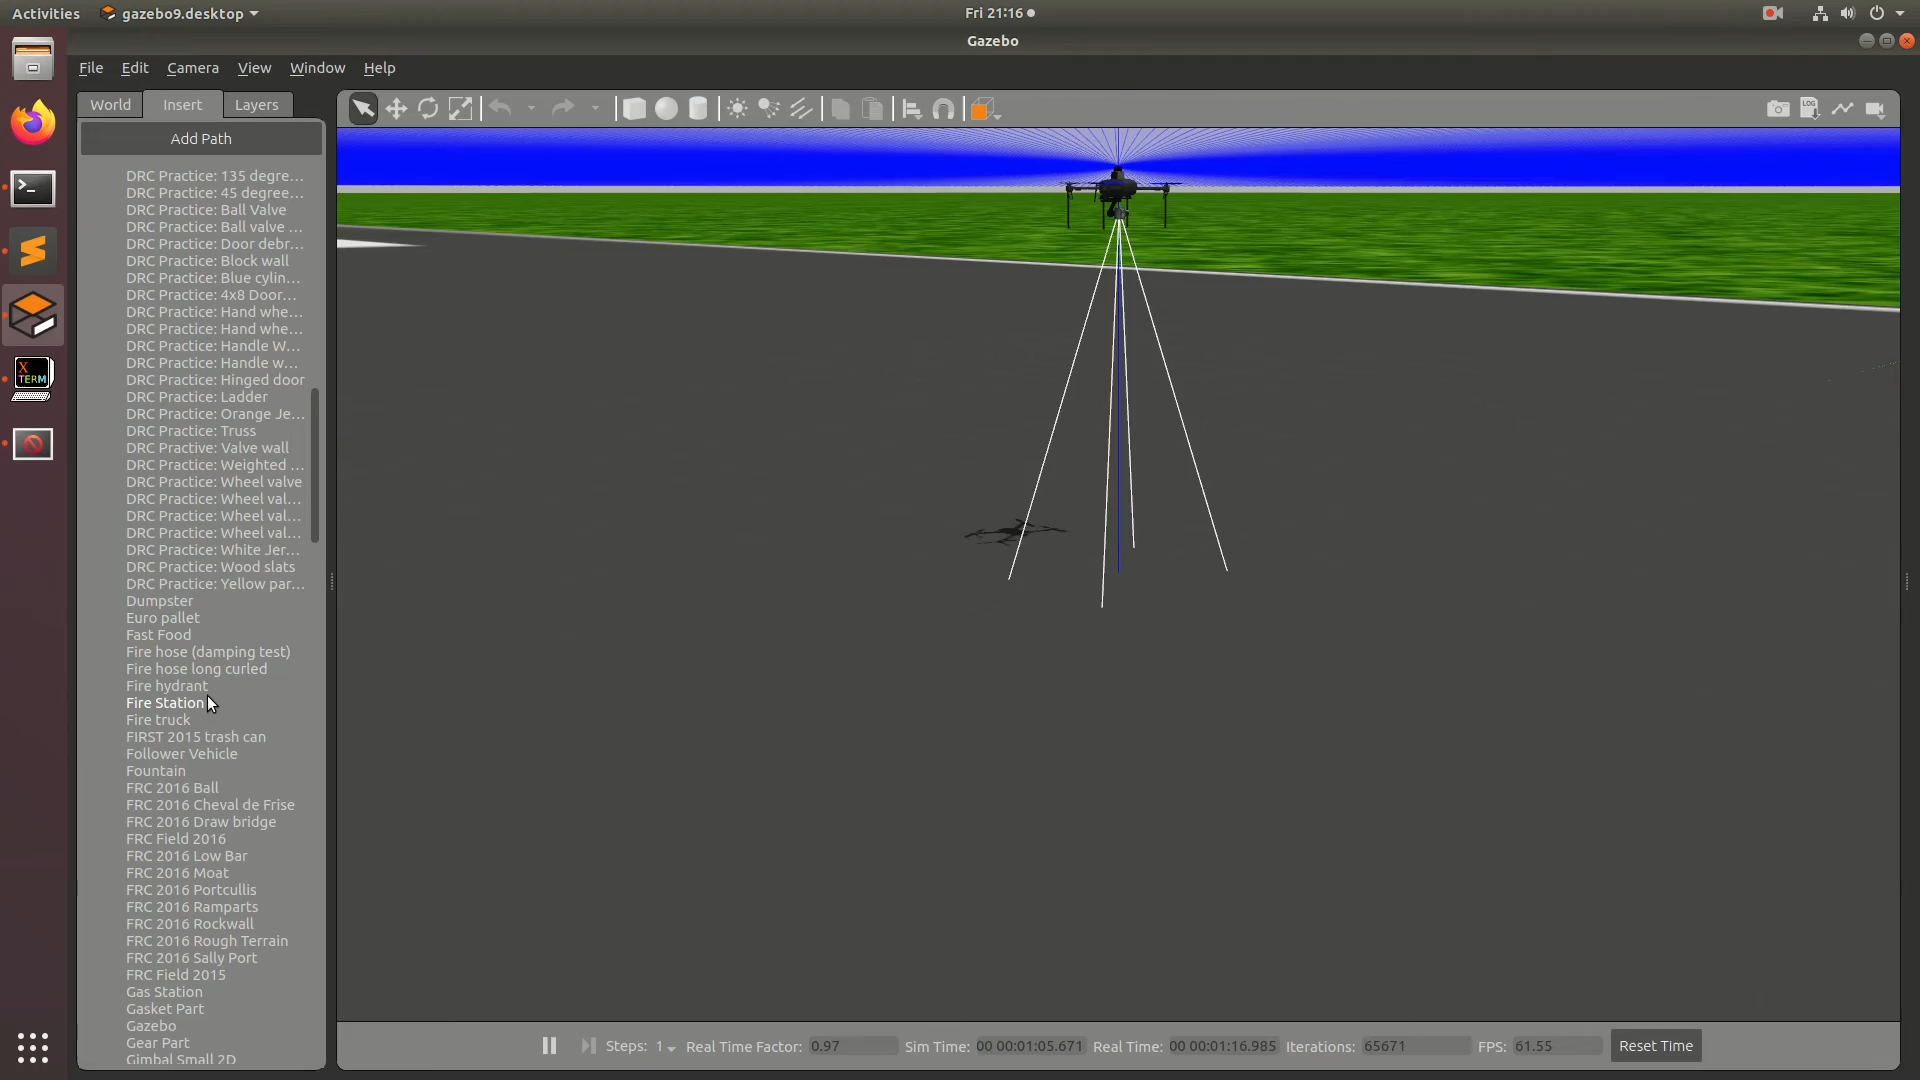 Activities
gazebo9.desktop
Fri 21:16
Gazebo
File Edit Camera View Window Help
World Insert Layers
Add Path
DRC Practice: 135 degre...
DRC Practice: 45 degree...
DRC Practice: Ball Valve
DRC Practice: Ball valve ...
DRC Practice: Door debr...
DRC Practice: Block wall
DRC Practice: Blue cylin...
DRC Practice: 4x8 Door...
DRC Practice: Hand whe...
DRC Practice: Hand whe...
DRC Practice: Handle W...
DRC Practice: Handle w...
DRC Practice: Hinged door
DRC Practice: Ladder
DRC Practice: Orange Je...
DRC Practice: Truss
DRC Practive: Valve wall
DRC Practice: Weighted ...
DRC Practice: Wheel valve
DRC Practice: Wheel val...
DRC Practice: Wheel val...
DRC Practice: Wheel val...
DRC Practice: White Jer...
DRC Practice: Wood slats
DRC Practice: Yellow par...
Dumpster
Euro pallet
Fast Food
Fire hose (damping test)
Fire hose long curled
Fire hydrant
Fire Station
Fire truck
FIRST 2015 trash can
Follower Vehicle
Fountain
FRC 2016 Ball
FRC 2016 Cheval de Frise
FRC 2016 Draw bridge
FRC Field 2016
FRC 2016 Low Bar
FRC 2016 Moat
FRC 2016 Portcullis
FRC 2016 Ramparts
FRC 2016 Rockwall
FRC 2016 Rough Terrain
FRC 2016 Sally Port
FRC Field 2015
Gas Station
Gasket Part
Gazebo
Gear Part
Gimbal Small 2D
LOG
X
TERM
Steps: 1 Real Time Factor: 0.97 Sim Time: 00 00:01:05.671 Real Time: 00 00:01:16.985 Iterations: 65671 FPS: 61.55 Reset Time